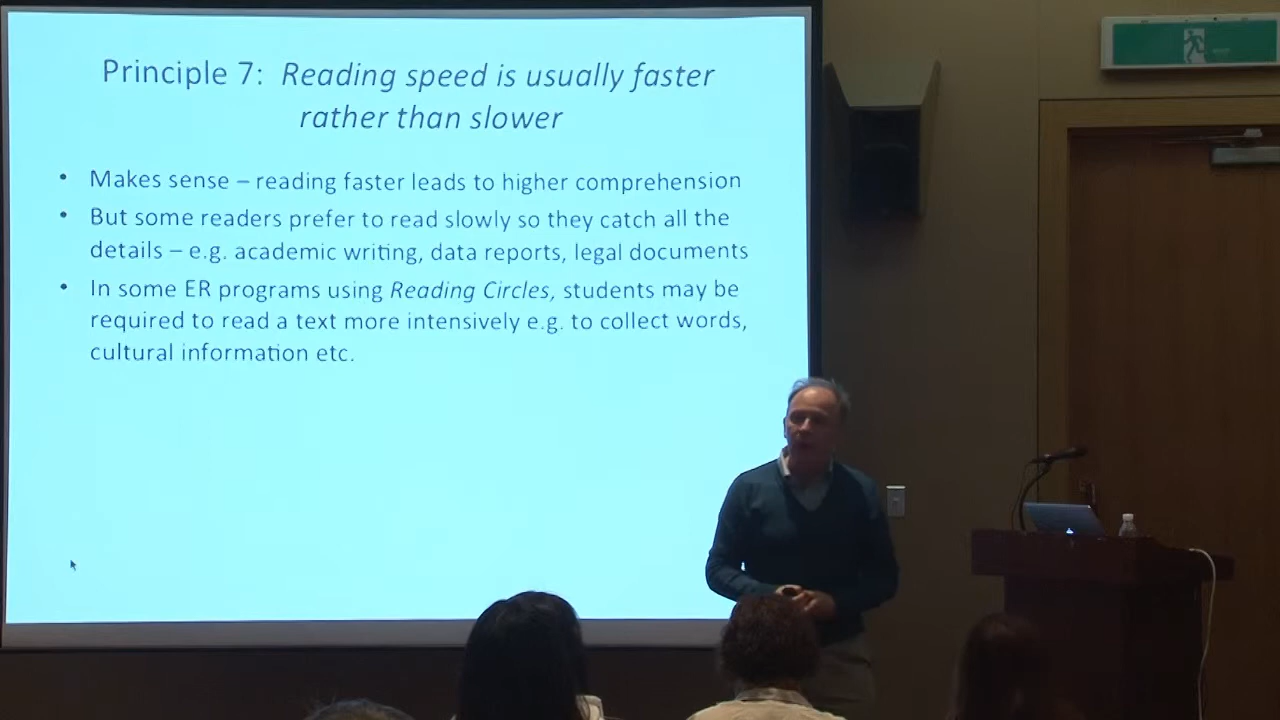 Principle 7: Reading speed is usually faster
rather than slower
• Makes sense – reading faster leads to higher comprehension
• But some readers prefer to read slowly so they catch all the
details – e.g. academic writing, data reports, legal documents
• In some ER programs using Reading Circles, students may be
required to read a text more intensively e.g. to collect words,
cultural information etc.